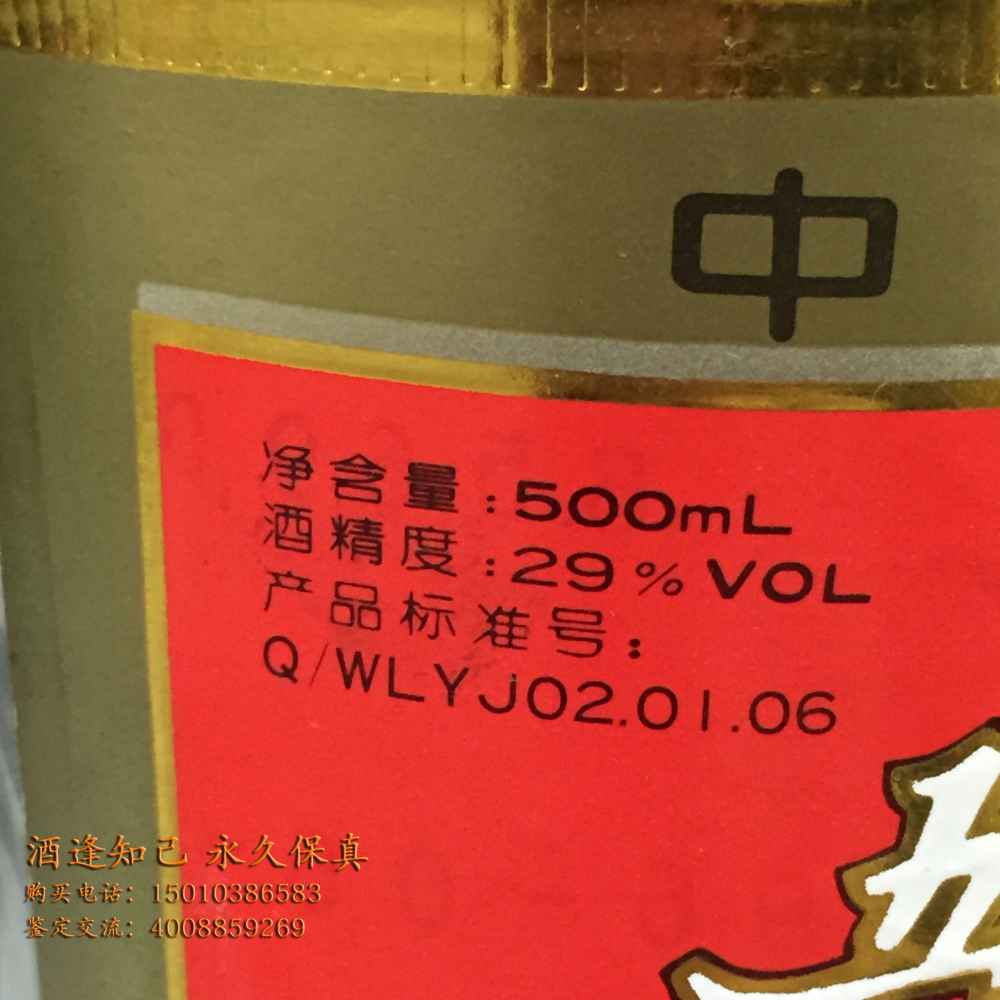 中
净含量:500mL
酒精度:29%VOL
产品标准号:
Q/WLYJ02.01.06
五
酒逢知己 永久保真
购买电话: 15010386583
鉴定交流: 4008859269